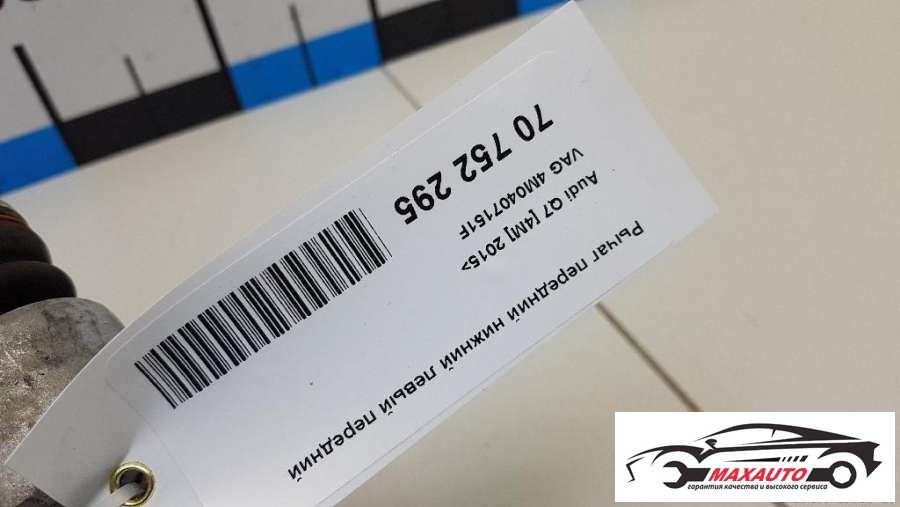 Рычаг передний нижний левый передний
Audi Q7 [4M] 2015>
VAG 4M0407151F
70 752 295
MAXAUTO
гарантия качества и высокого сервиса